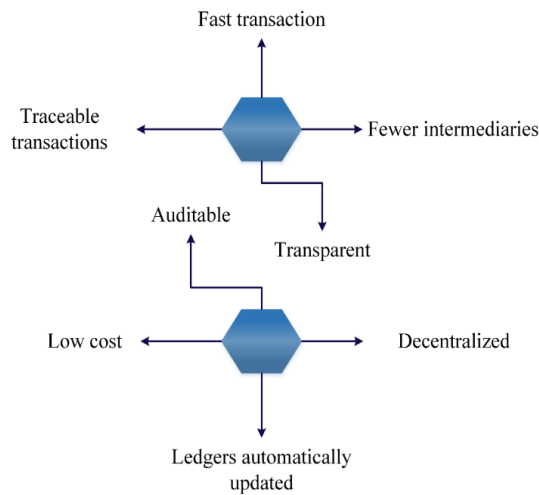 Fast transaction
Traceable
transactions
Fewer intermediaries
Transparent
Auditable
Low cost
Decentralized
Ledgers automatically
updated